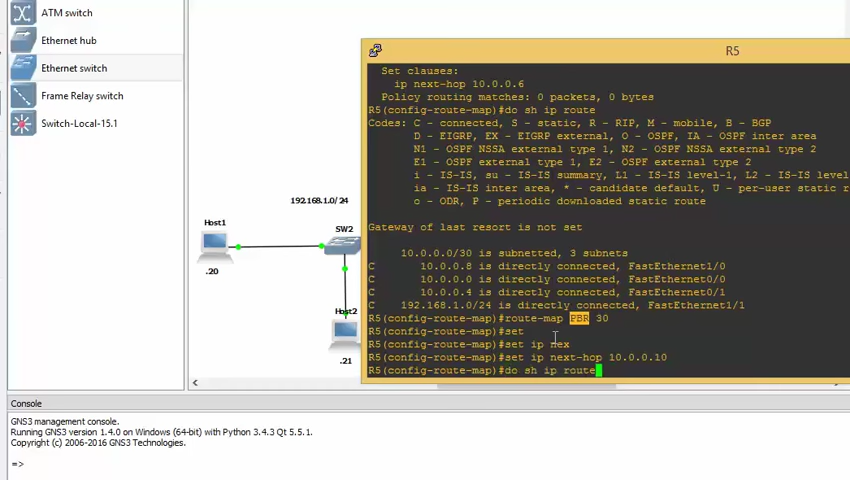 ATM switch
Ethernet hub
Ethernet switch
Frame Relay switch
Switch-Local-15.1
192.168.1.0/24
Host1
SW2
.20
Host2
.21
R5
Set clauses:
ip next-hop 10.0.0.6
Policy routing matches: 0 packets, 0 bytes
R5(config-route-map)#do sh ip route
Codes: C - connected, S - static, R - RIP, M - mobile, B - BGP
D - EIGRP, EX - EIGRP external, O - OSPF, IA - OSPF inter area
N1 - OSPF NSSA external type 1, N2 - OSPF NSSA external type 2
E1 - OSPF external type 1, E2 - OSPF external type 2
i - IS-IS, su - IS-IS summary, L1 - IS-IS level-1, L2 - IS-IS level
ia - IS-IS inter area, * - candidate default, U - per-user static r
o - ODR, P - periodic downloaded static route
Gateway of last resort is not set
10.0.0.0/30 is subnetted, 3 subnets
C 10.0.0.8 is directly connected, FastEthernet1/0
C 10.0.0.0 is directly connected, FastEthernet0/0
C 10.0.0.4 is directly connected, FastEthernet0/1
C 192.168.1.0/24 is directly connected, FastEthernet1/1
R5(config-route-map)#route-map PBR 30
R5(config-route-map)#set
R5(config-route-map)#set ip nex
R5(config-route-map)#set ip next-hop 10.0.0.10
R5(config-route-map)#do sh ip route
Console
GNS3 management console.
Running GNS3 version 1.4.0 on Windows (64-bit) with Python 3.4.3 Qt 5.5.1.
Copyright (c) 2006-2016 GNS3 Technologies.
=>